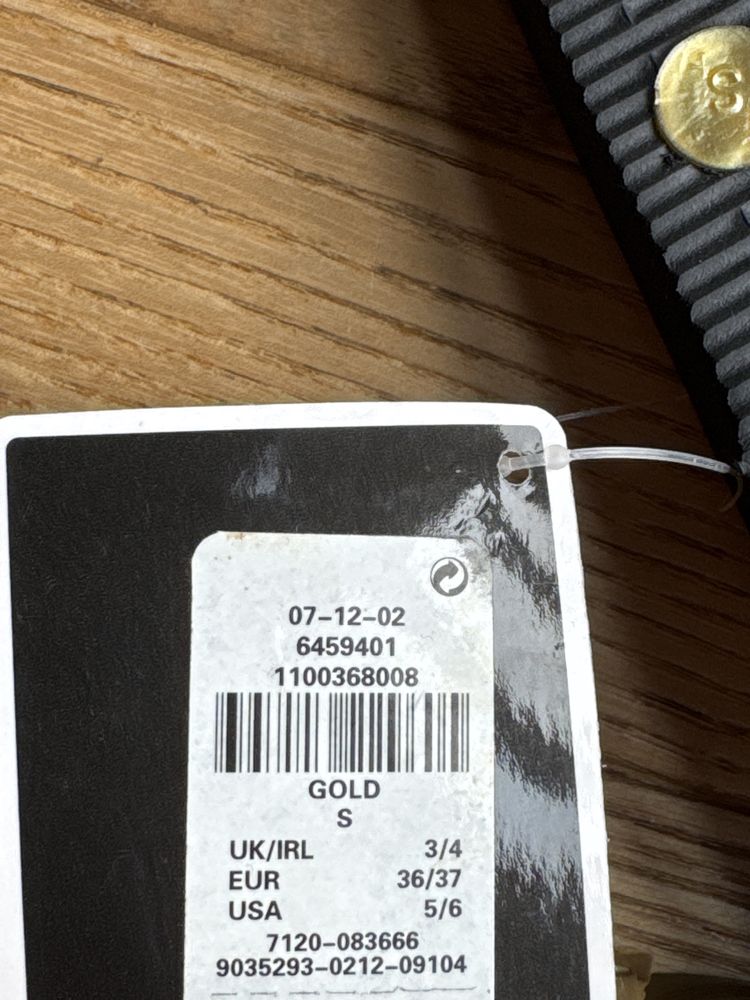 S
07-12-02
6459401
1100368008
GOLD
S
UK/IRL 3/4
EUR 36/37
USA 5/6
7120-083666
9035293-0212-09104